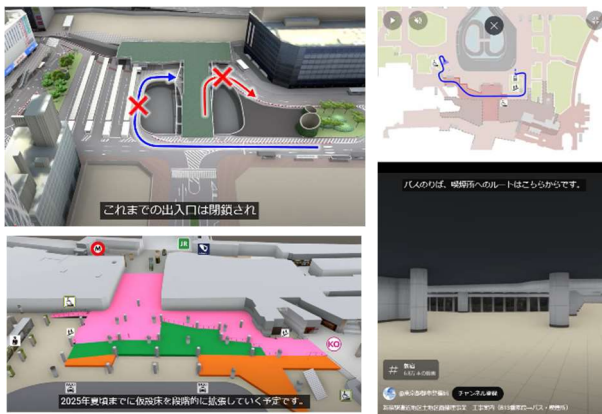 これまでの出入口は閉鎖され
M
JR
KO
2025年夏頃までに仮設床を段階的に拡張していく予定です。
バスのりば、喫煙所へのルートはこちらからです。
#
チャンネル登録